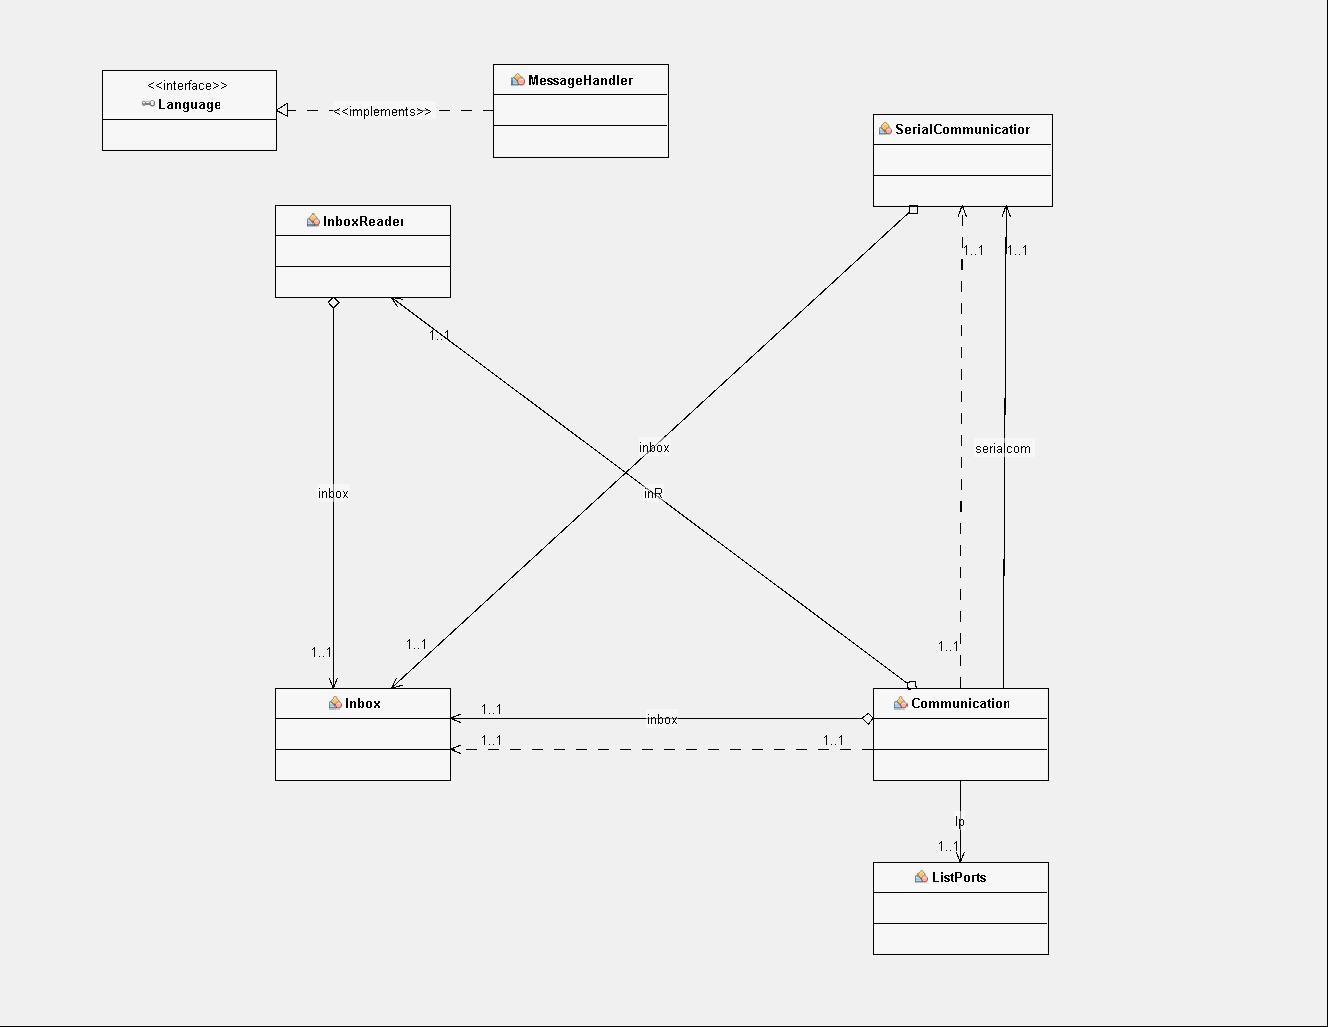 <<interface>>
Language
<<implements>>
MessageHandler
SerialCommunicatior
InboxReader
1..1
1..1
1..1
inbox
serialcom
inbox
inR
1..1
1..1
1..1
Inbox
Communication
1..1
inbox
1..1
1..1
lp
1..1
ListPorts